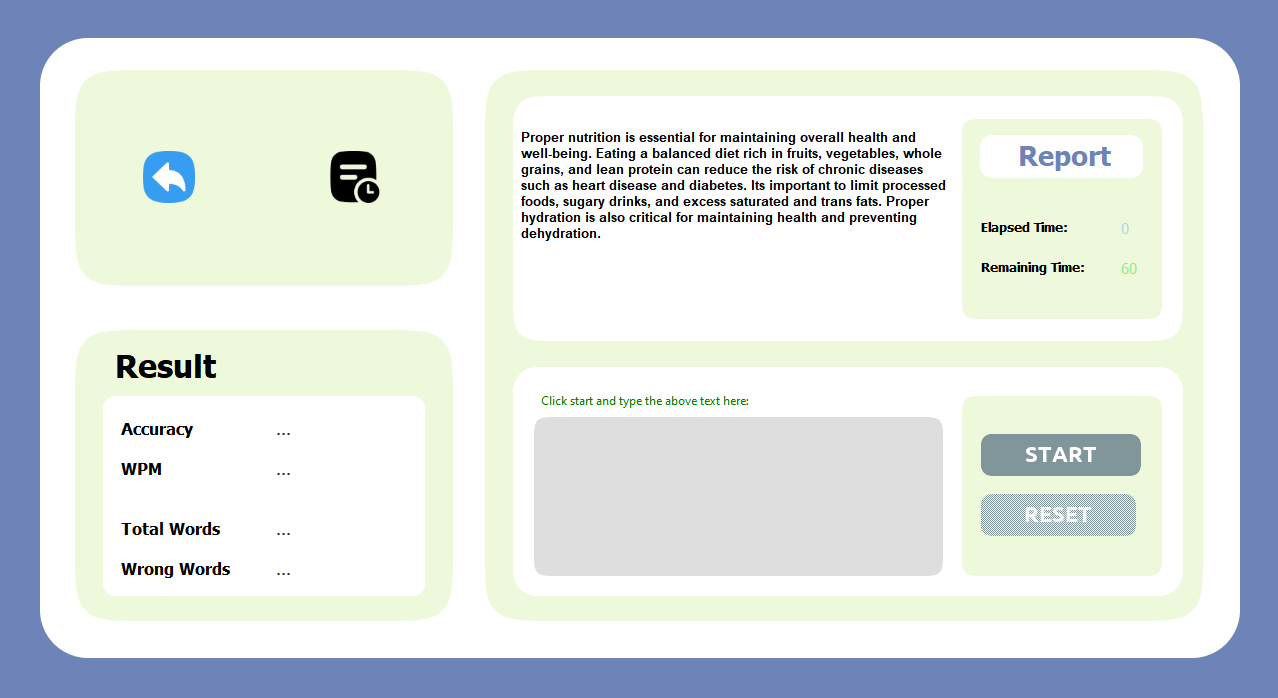 Proper nutrition is essential for maintaining overall health and
well-being. Eating a balanced diet rich in fruits, vegetables, whole
grains, and lean protein can reduce the risk of chronic diseases
such as heart disease and diabetes. Its important to limit processed
foods, sugary drinks, and excess saturated and trans fats. Proper
hydration is also critical for maintaining health and preventing
dehydration.
Report
Elapsed Time: 0
Remaining Time: 60
Result
Accuracy ...
WPM ...
Total Words ...
Wrong Words ...
Click start and type the above text here:
START
RESET